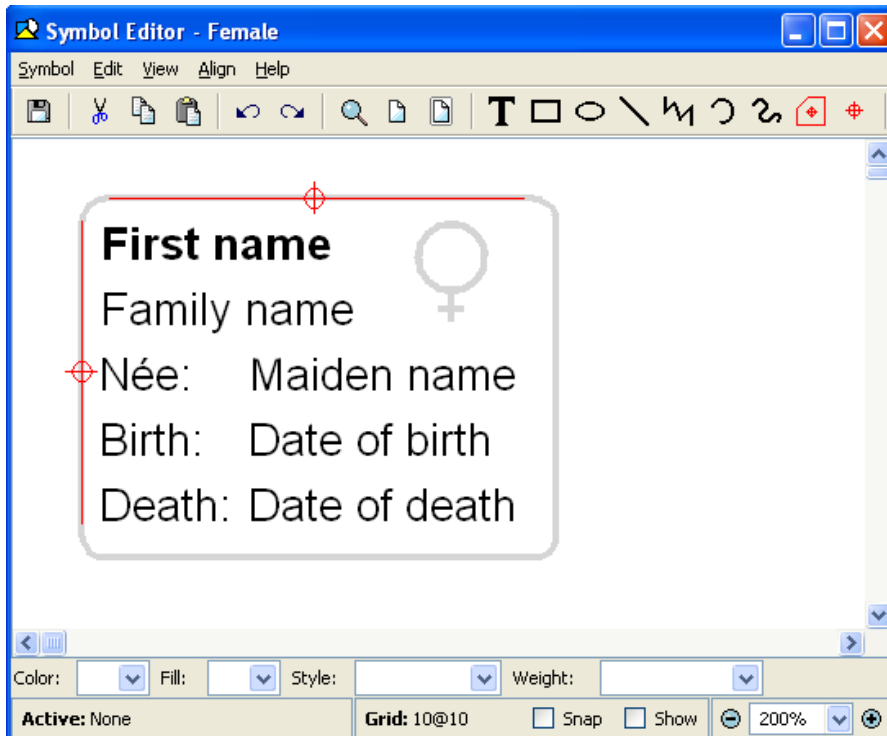 Symbol Editor - Female
Symbol Edit View Align Help
T
First name
Family name
Née: Maiden name
Birth: Date of birth
Death: Date of death
Color: Fill: Style: Weight:
Active: None Grid: 10@10 Snap Show 200%